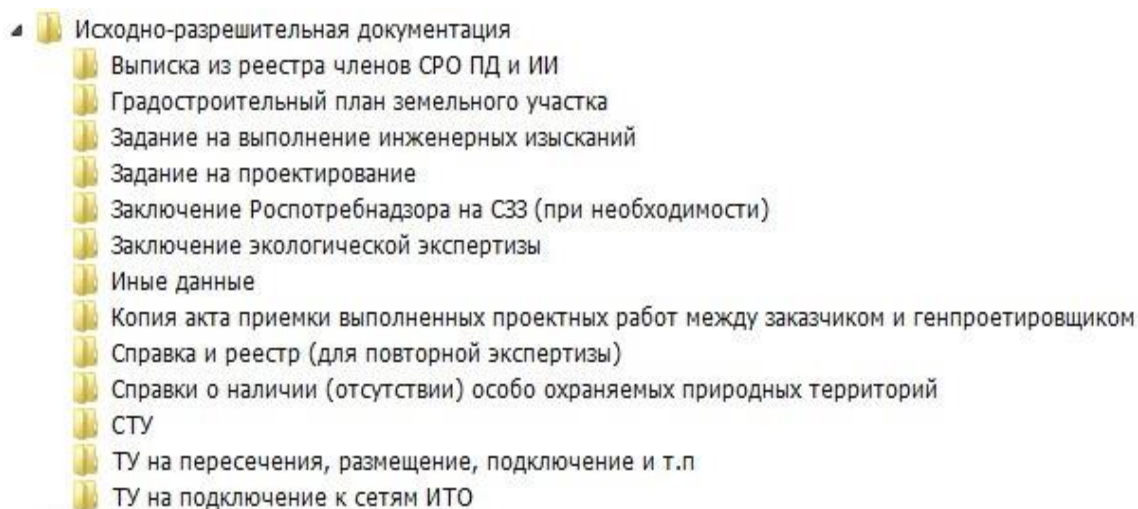 Исходно-разрешительная документация
Выписка из реестра членов СРО ПД и ИИ
Градостроительный план земельного участка
Задание на выполнение инженерных изысканий
Задание на проектирование
Заключение Роспотребнадзора на СЗЗ (при необходимости)
Заключение экологической экспертизы
Иные данные
Копия акта приемки выполненных проектных работ между заказчиком и генпроетировщиком
Справка и реестр (для повторной экспертизы)
Справки о наличии (отсутствии) особо охраняемых природных территорий
СТУ
ТУ на пересечения, размещение, подключение и т.п
ТУ на подключение к сетям ИТО